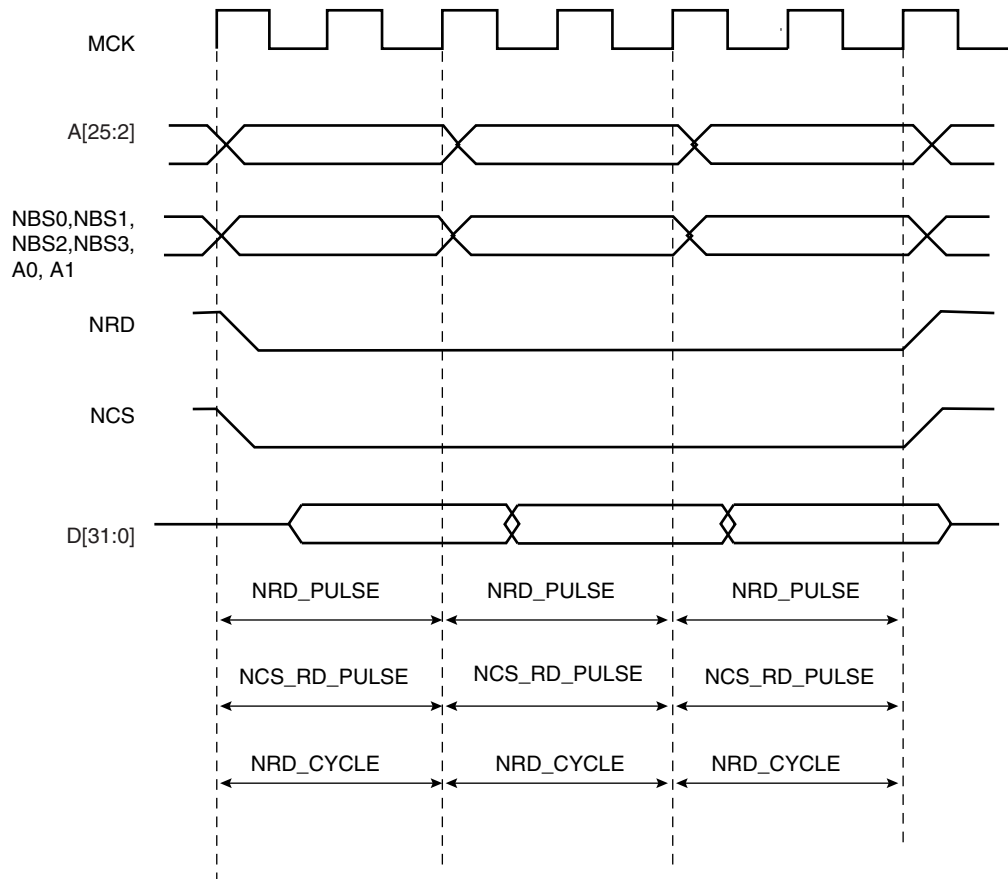 MCK
A[25:2]
NBS0,NBS1,
NBS2,NBS3,
A0, A1
NRD
NCS
D[31:0]
NRD_PULSE NRD_PULSE NRD_PULSE
NCS_RD_PULSE NCS_RD_PULSE NCS_RD_PULSE
NRD_CYCLE NRD_CYCLE NRD_CYCLE